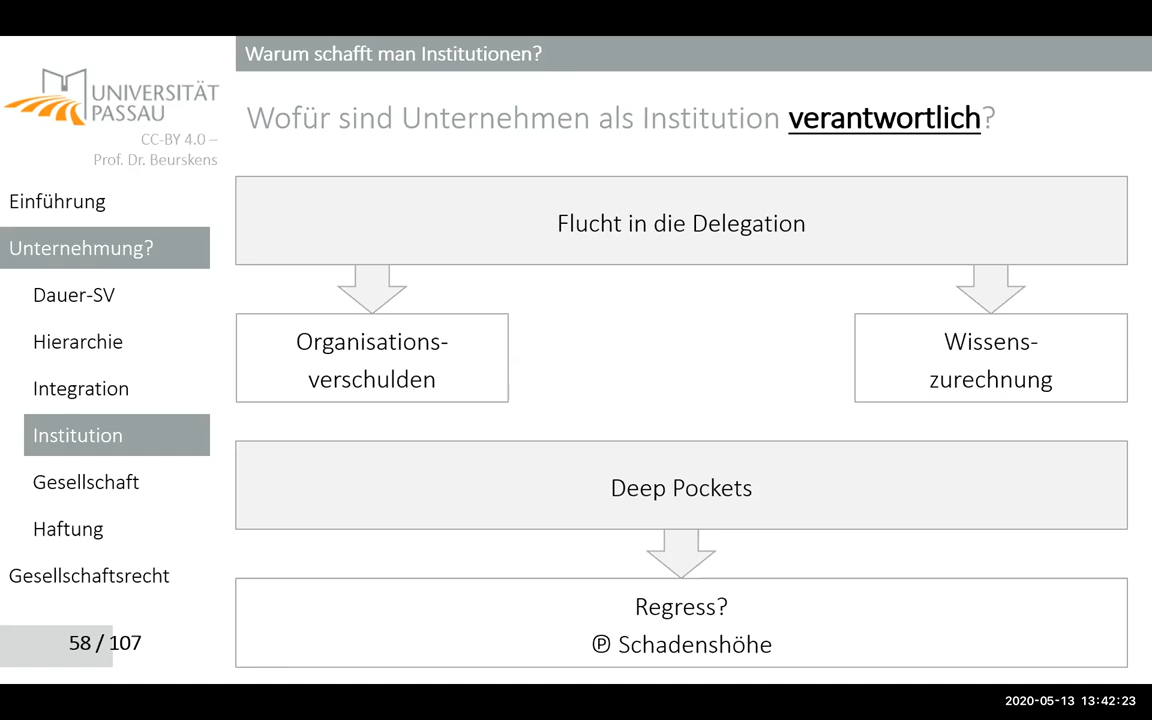 Warum schafft man Institutionen?
UNIVERSITÄT
PASSAU
CC-BY 4.0 –
Prof. Dr. Beurskens
Wofür sind Unternehmen als Institution verantwortlich?
Einführung
Unternehmung?
Dauer-SV
Hierarchie
Integration
Institution
Gesellschaft
Haftung
Gesellschaftsrecht
58 / 107
Flucht in die Delegation
Organisations-
verschulden
Wissens-
zurechnung
Deep Pockets
Regress?
Ⓟ Schadenshöhe
2020-05-13 13:42:23